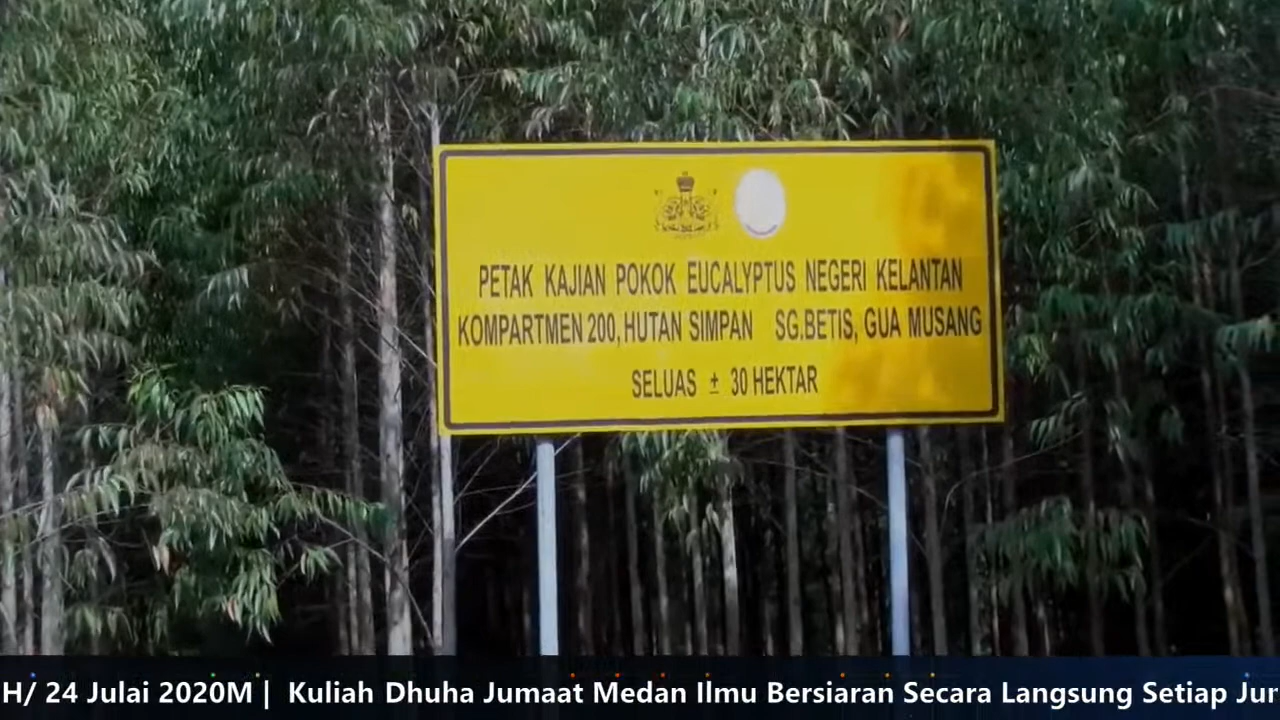 PETAK KAJIAN POKOK EUCALYPTUS NEGERI KELANTAN
KOMPARTMEN 200, HUTAN SIMPAN SG.BETIS, GUA MUSANG
SELUAS ± 30 HEKTAR
H/ 24 Julai 2020M | Kuliah Dhuha Jumaat Medan Ilmu Bersiaran Secara Langsung Setiap